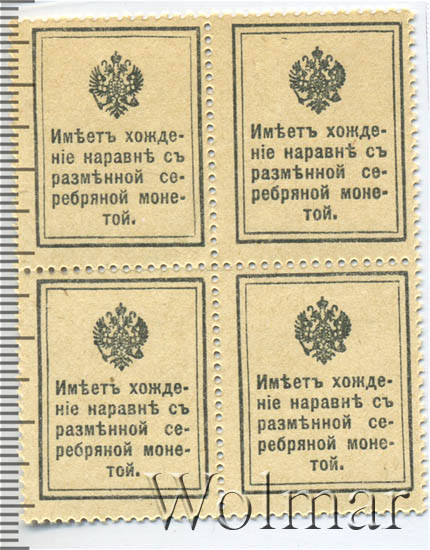 Имѣетъ хожде-
ніе наравнѣ съ
размѣнной се-
ребряной моне-
той.
Имѣетъ хожде-
ніе наравнѣ съ
размѣнной се-
ребряной моне-
той.
Имѣетъ хожде-
ніе наравнѣ съ
размѣнной се-
ребряной моне-
той.
Имѣетъ хожде-
ніе наравнѣ съ
размѣнной се-
ребряной моне-
той.
Wolmar